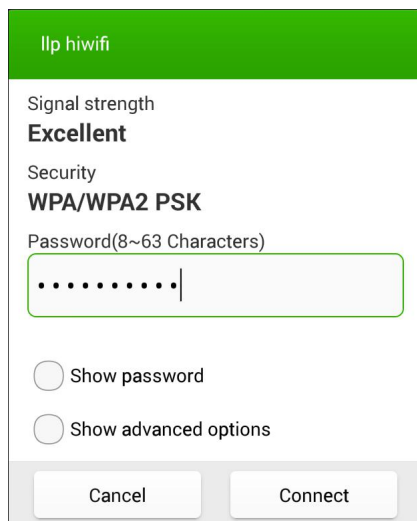 llp hiwifi
Signal strength
Excellent
Security
WPA/WPA2 PSK
Password(8~63 Characters)
••••••••••
Show password
Show advanced options
Cancel
Connect